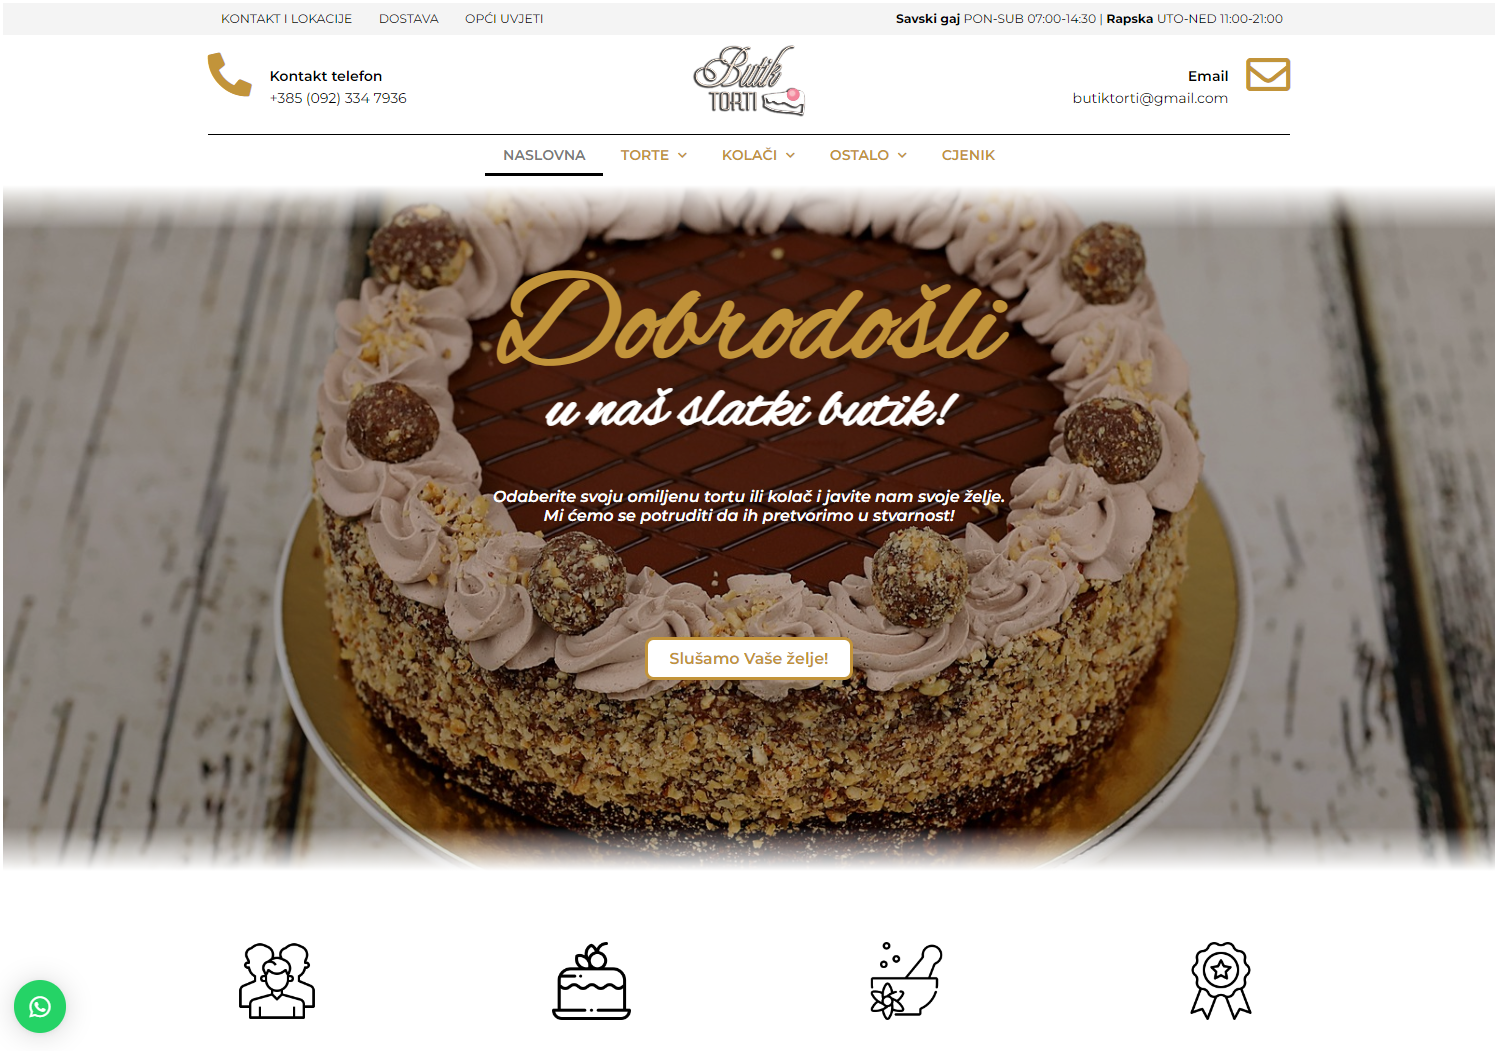 KONTAKT I LOKACIJE DOSTAVA OPĆI UVJETI
Savski gaj PON-SUB 07:00-14:30 | Rapska UTO-NED 11:00-21:00
Kontakt telefon
+385 (092) 334 7936
Butik
TORTI
Email
butiktorti@gmail.com
NASLOVNA TORTE KOLAČI OSTALO CJENIK
Dobrodošli
u naš slatki butik!
Odaberite svoju omiljenu tortu ili kolač i javite nam svoje želje.
Mi ćemo se potruditi da ih pretvorimo u stvarnost!
Slušamo Vaše želje!